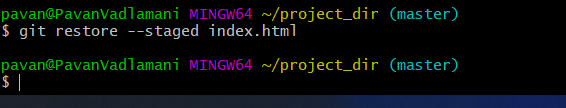 pavan@PavanVadlamani MINGW64 ~/project_dir (master)
$ git restore --staged index.html
pavan@PavanVadlamani MINGW64 ~/project_dir (master)
$